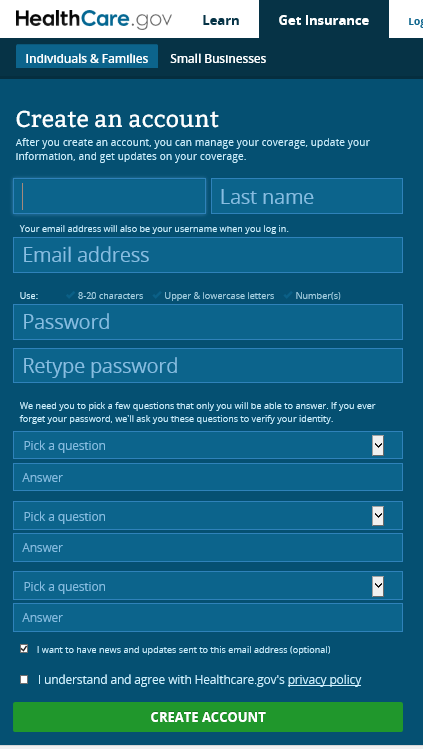 HealthCare.gov Learn Get Insurance
Individuals & Families Small Businesses
Create an account
After you create an account, you can manage your coverage, update your
information, and get updates on your coverage.
Last name
Your email address will also be your username when you log in.
Email address
Use: 8-20 characters Upper & lowercase letters Number(s)
Password
Retype password
We need you to pick a few questions that only you will be able to answer. If you ever
forget your password, we'll ask you these questions to verify your identity.
Pick a question
Answer
Pick a question
Answer
Pick a question
Answer
I want to have news and updates sent to this email address (optional)
I understand and agree with Healthcare.gov's privacy policy
CREATE ACCOUNT